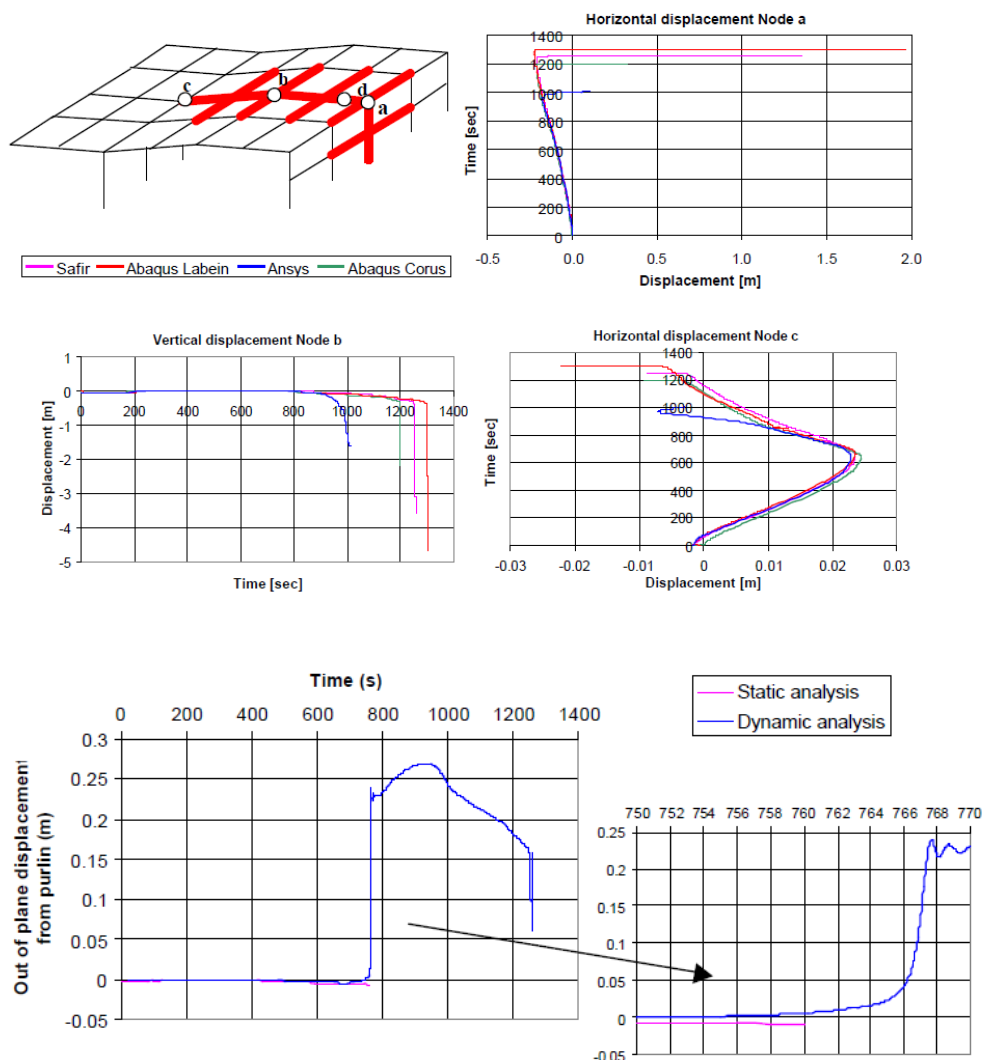 c
b
d
a
Safir Abaqus Labein Ansys Abaqus Corus
Horizontal displacement Node a
1400
1200
1000
800
600
400
200
0
Time [sec]
-0.5 0.0 0.5 1.0 1.5 2.0
Displacement [m]
Vertical displacement Node b
1
0
-1
-2
-3
-4
-5
0 200 400 600 800 1000 1200 1400
Displacement [m]
Time [sec]
Horizontal displacement Node c
1400
1200
1000
800
600
400
200
0
Time [sec]
-0.03 -0.02 -0.01 0 0.01 0.02 0.03
Displacement [m]
Time (s)
0 200 400 600 800 1000 1200 1400
0.3
0.25
0.2
0.15
0.1
0.05
0
-0.05
Out of plane displacement
from purlin (m)
Static analysis
Dynamic analysis
750 752 754 756 758 760 762 764 766 768 770
0.25
0.2
0.15
0.1
0.05
0
-0.05